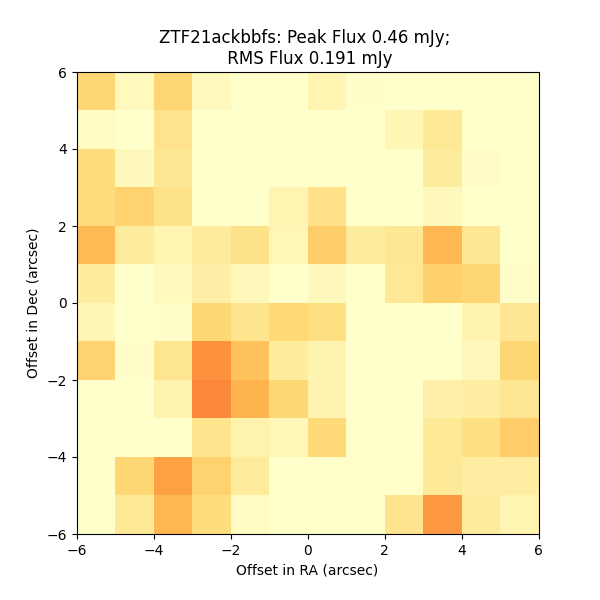 ZTF21ackbbfs: Peak Flux 0.46 mJy;
RMS Flux 0.191 mJy
6
4
2
0
−2
−4
−6
Offset in Dec (arcsec)
−6 −4 −2 0 2 4 6
Offset in RA (arcsec)